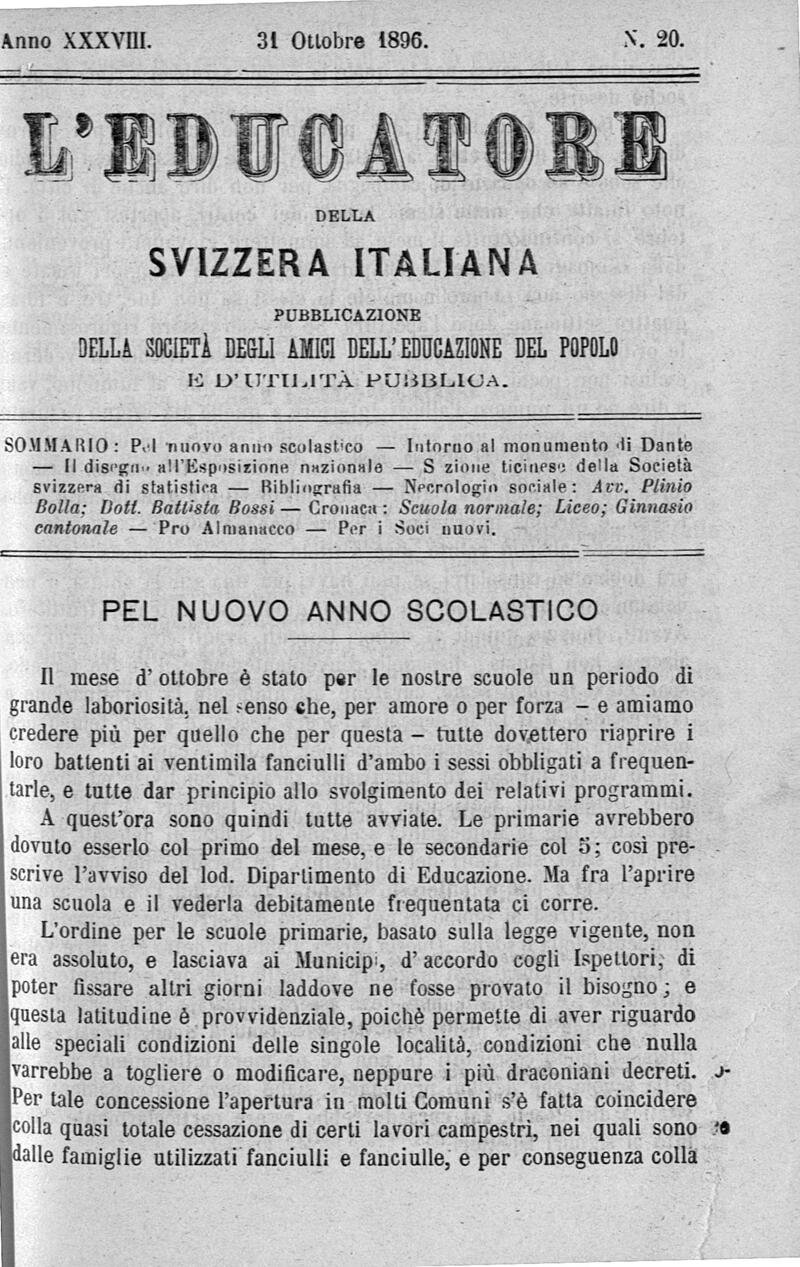 Anno XXXVIII. 31 Ottobre 1896. N. 20.
L'EDUCATORE
DELLA
SVIZZERA ITALIANA
PUBBLICAZIONE
DELLA SOCIETÀ DEGLI AMICI DELL'EDUCAZIONE DEL POPOLO
E D'UTILITÀ PUBBLICA.
SOMMARIO: Pel nuovo anno scolastico — Intorno al monumento di Dante
— Il disegno all'Esposizione nazionale — S zione ticinese della Società
svizzera di statistica — Bibliografia — Necrologio sociale: Avv. Plinio
Bolla; Dott. Battista Bossi — Cronaca: Scuola normale; Liceo; Ginnasio
cantonale — Pro Almanacco — Per i Soci nuovi.
PEL NUOVO ANNO SCOLASTICO
Il mese d'ottobre è stato per le nostre scuole un periodo di
grande laboriosità, nel senso che, per amore o per forza – e amiamo
credere più per quello che per questa – tutte dovettero riaprire i
loro battenti ai ventimila fanciulli d'ambo i sessi obbligati a frequen-
tarle, e tutte dar principio allo svolgimento dei relativi programmi.
A quest'ora sono quindi tutte avviate. Le primarie avrebbero
dovuto esserlo col primo del mese, e le secondarie col 5; così pre-
scrive l'avviso del lod. Dipartimento di Educazione. Ma fra l'aprire
una scuola e il vederla debitamente frequentata ci corre.
L'ordine per le scuole primarie, basato sulla legge vigente, non
era assoluto, e lasciava ai Municipi, d'accordo cogli Ispettori, di
poter fissare altri giorni laddove ne fosse provato il bisogno; e
questa latitudine è provvidenziale, poichè permette di aver riguardo
alle speciali condizioni delle singole località, condizioni che nulla
varrebbe a togliere o modificare, neppure i più draconiani decreti.
Per tale concessione l'apertura in molti Comuni s'è fatta coincidere
colla quasi totale cessazione di certi lavori campestri, nei quali sono
dalle famiglie utilizzati fanciulli e fanciulle, e per conseguenza colla